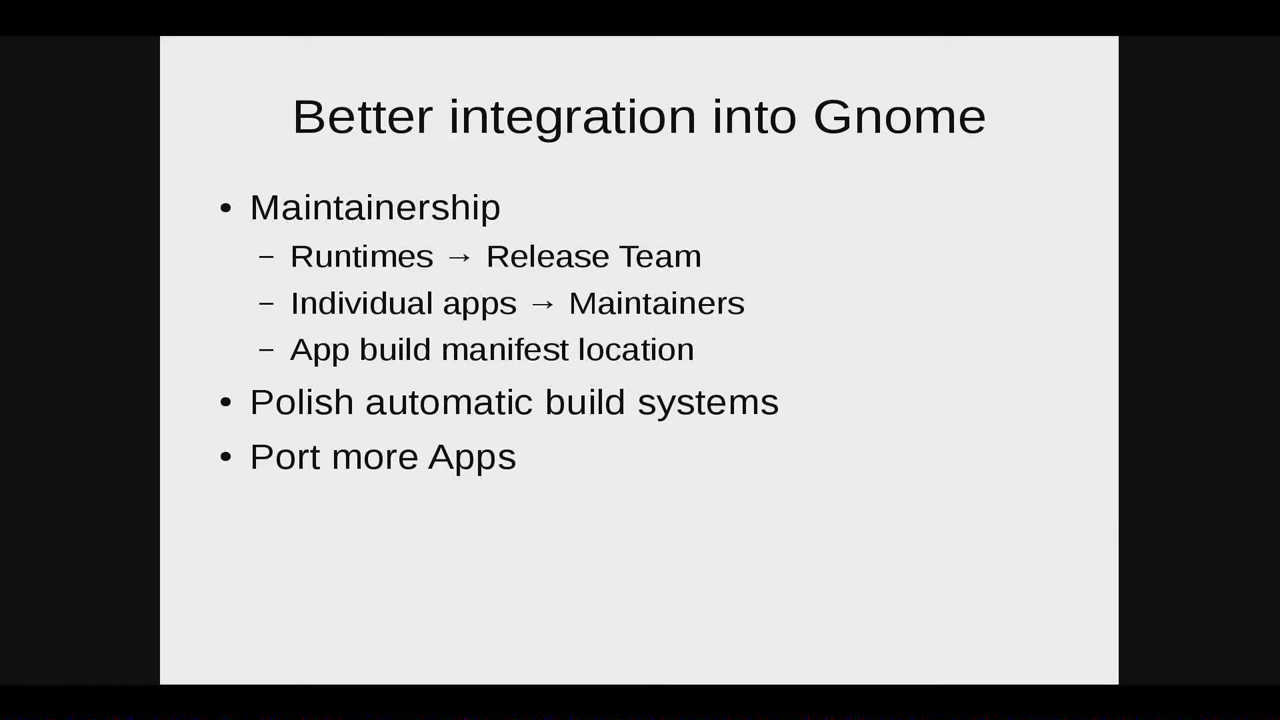 Better integration into Gnome
• Maintainership
– Runtimes → Release Team
– Individual apps → Maintainers
– App build manifest location
• Polish automatic build systems
• Port more Apps